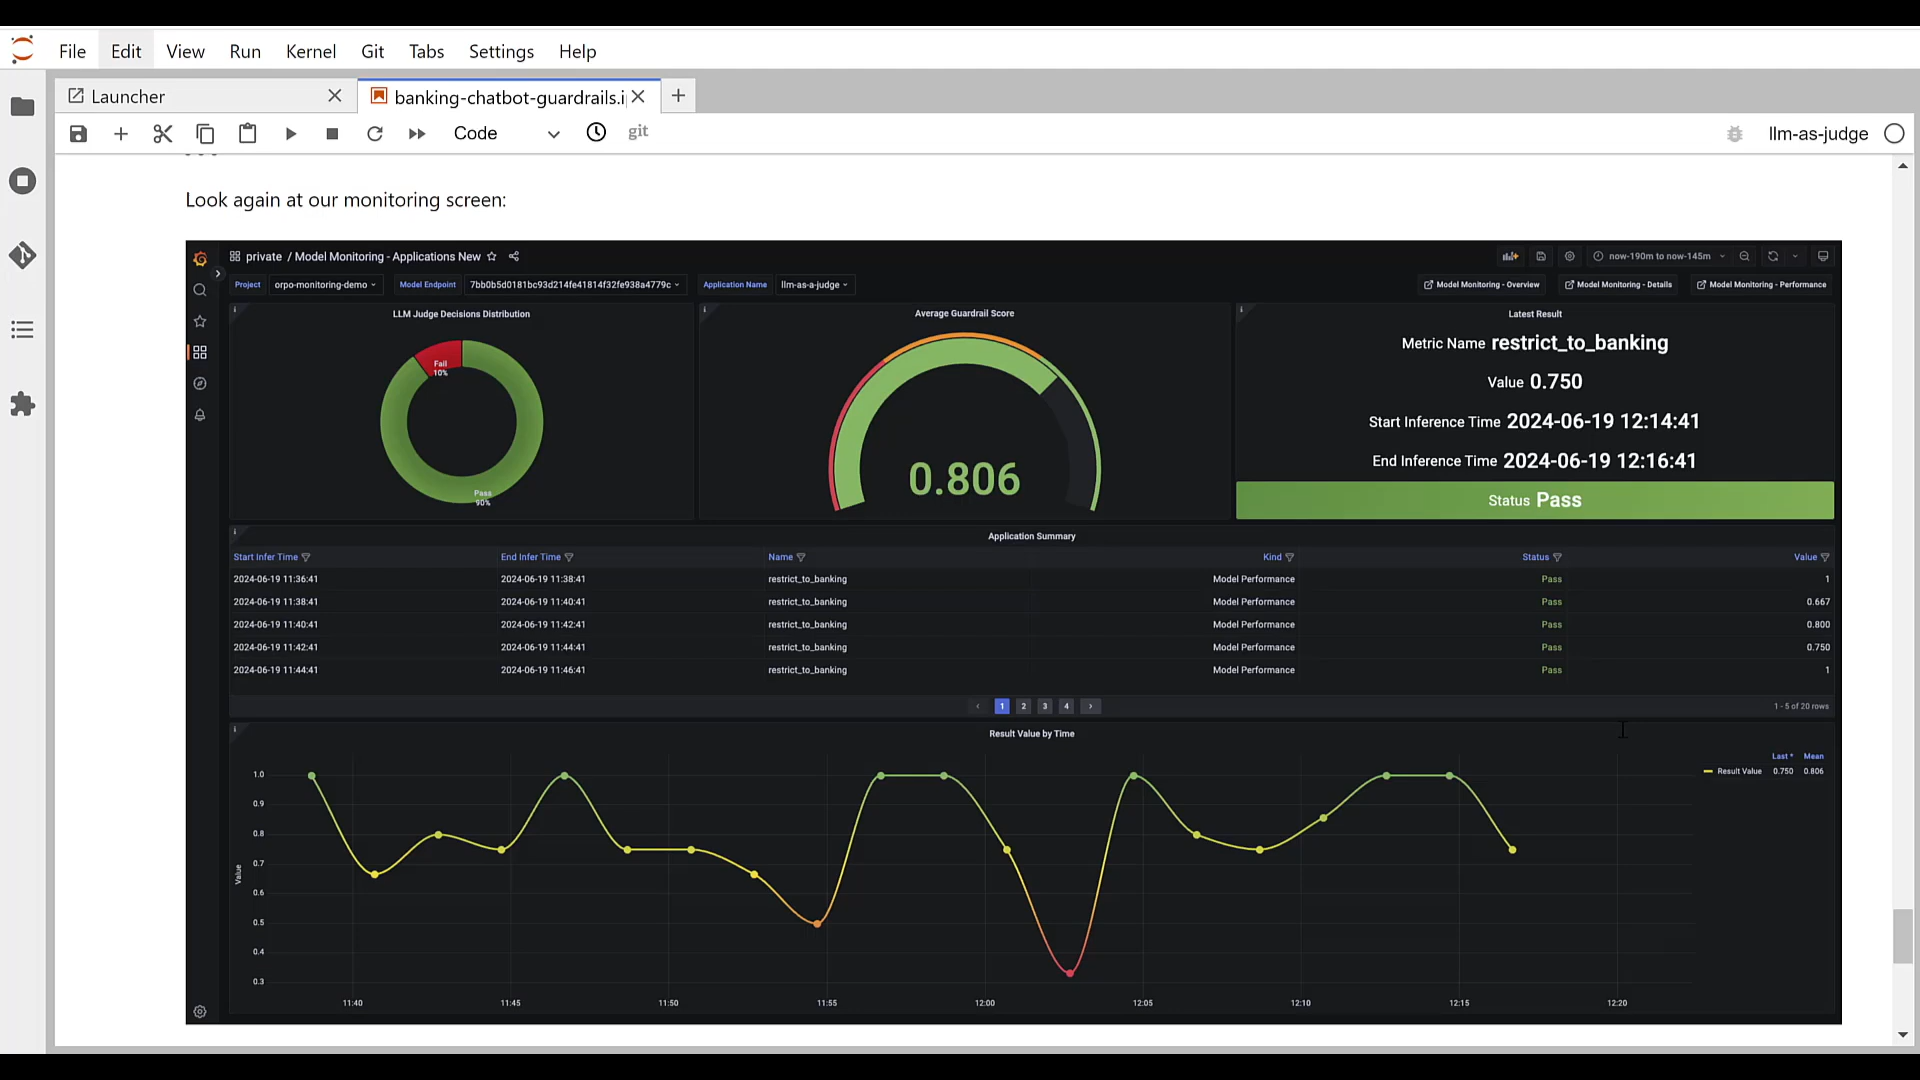 File Edit View Run Kernel Git Tabs Settings Help
Launcher
banking-chatbot-guardrails.i
Code
git
llm-as-judge
Look again at our monitoring screen:
private / Model Monitoring - Applications New
now-190m to now-145m
Project orpo-monitoring-demo Model Endpoint 7bb0b5d0181bc93d214fe41814f32fe938a4779c Application Name llm-as-a-judge
Model Monitoring - Overview Model Monitoring - Details Model Monitoring - Performance
LLM Judge Decisions Distribution
Fail
10%
Pass
90%
Average Guardrail Score
0.806
Latest Result
Metric Name restrict_to_banking
Value 0.750
Start Inference Time 2024-06-19 12:14:41
End Inference Time 2024-06-19 12:16:41
Status Pass
Application Summary
Start Infer Time End Infer Time Name Kind Status Value
2024-06-19 11:36:41 2024-06-19 11:38:41 restrict_to_banking Model Performance Pass 1
2024-06-19 11:38:41 2024-06-19 11:40:41 restrict_to_banking Model Performance Pass 0.667
2024-06-19 11:40:41 2024-06-19 11:42:41 restrict_to_banking Model Performance Pass 0.800
2024-06-19 11:42:41 2024-06-19 11:44:41 restrict_to_banking Model Performance Pass 0.750
2024-06-19 11:44:41 2024-06-19 11:46:41 restrict_to_banking Model Performance Pass 1
1 2 3 4
1 - 5 of 20 rows
Result Value by Time
Last * Mean
Result Value 0.750 0.806
Value
1.0
0.9
0.8
0.7
0.6
0.5
0.4
0.3
11:40 11:45 11:50 11:55 12:00 12:05 12:10 12:15 12:20